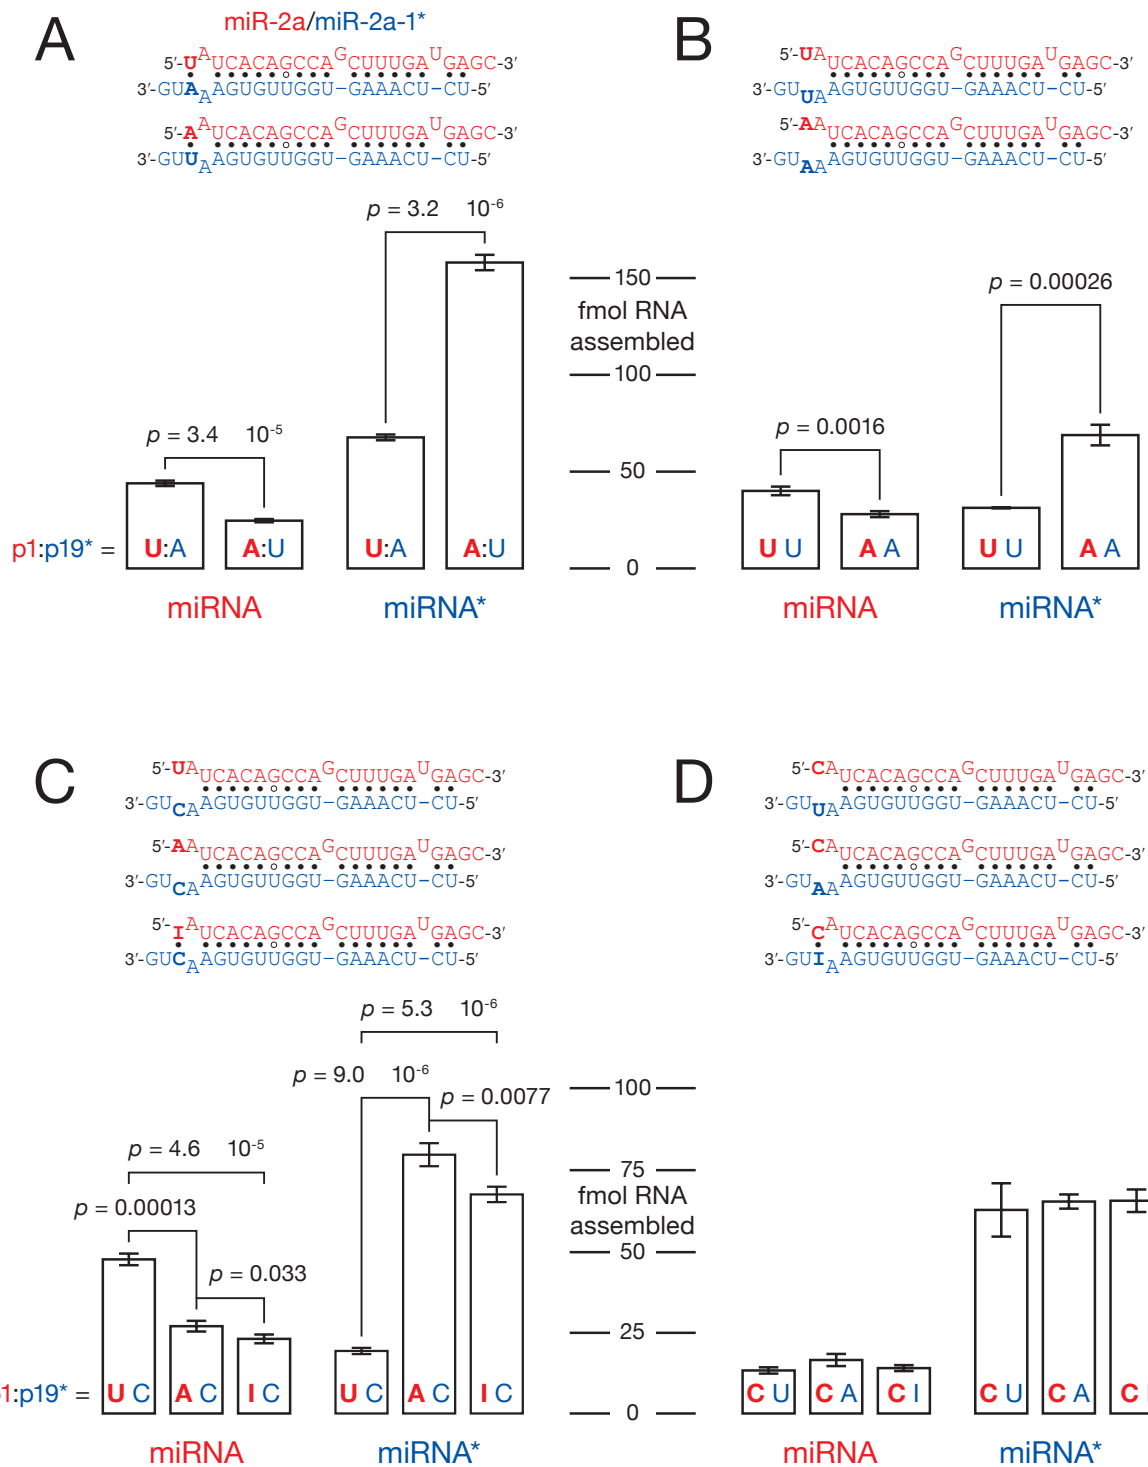 A
miR-2a/miR-2a-1*
5′-UAUCACAGCCAGCUUUGAUGAGC-3′
3′-GUAAAGUGUUGGU–GAAACU–CU-5′
5′-AAUCACAGCCAGCUUUGAUGAGC-3′
3′-GUUAAGUGUUGGU–GAAACU–CU-5′
p = 3.2 10-6
p = 3.4 10-5
p1:p19* = U:A A:U U:A A:U
miRNA miRNA*
150
fmol RNA
assembled
100
50
0
B
5′-UAUCACAGCCAGCUUUGAUGAGC-3′
3′-GUUAAGUGUUGGU–GAAACU–CU-5′
5′-AAUCACAGCCAGCUUUGAUGAGC-3′
3′-GUAAAGUGUUGGU–GAAACU–CU-5′
p = 0.00026
p = 0.0016
U U A A U U A A
miRNA miRNA*
C
5′-UAUCACAGCCAGCUUUGAUGAGC-3′
3′-GUCAAGUGUUGGU–GAAACU–CU-5′
5′-AAUCACAGCCAGCUUUGAUGAGC-3′
3′-GUCAAGUGUUGGU–GAAACU–CU-5′
5′-IAUCACAGCCAGCUUUGAUGAGC-3′
3′-GUCAAGUGUUGGU–GAAACU–CU-5′
p = 5.3 10-6
p = 9.0 10-6
p = 0.0077
p = 4.6 10-5
p = 0.00013
p = 0.033
1:p19* = U C A C I C U C A C I C
miRNA miRNA*
100
75
fmol RNA
assembled
50
25
0
D
5′-CAUCACAGCCAGCUUUGAUGAGC-3′
3′-GUUAAGUGUUGGU–GAAACU–CU-5′
5′-CAUCACAGCCAGCUUUGAUGAGC-3′
3′-GUAAAGUGUUGGU–GAAACU–CU-5′
5′-CAUCACAGCCAGCUUUGAUGAGC-3′
3′-GUIAAGUGUUGGU–GAAACU–CU-5′
C U C A C I C U C A C
miRNA miRNA*